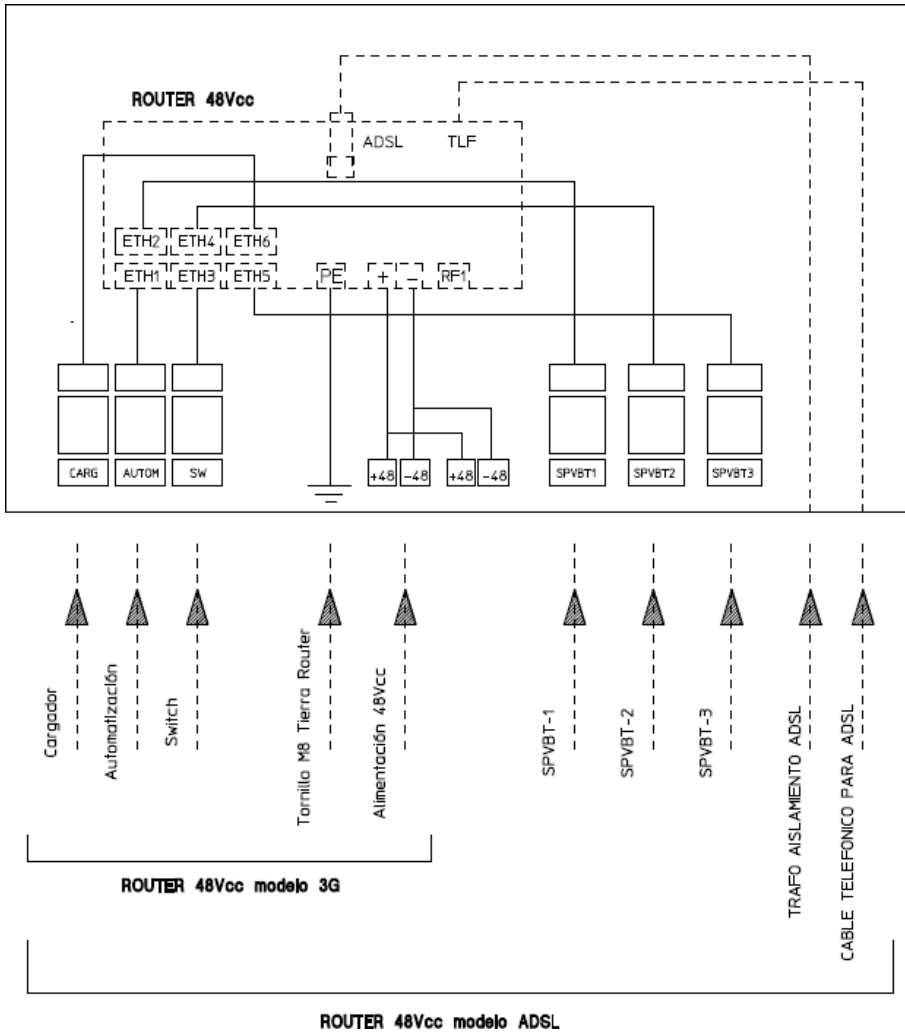 ROUTER 48Vcc
ADSL TLF
ETH2 ETH4 ETH6
ETH1 ETH3 ETH5 PE + - RF1
CARG AUTOM SW +48 -48 +48 -48 SPVBT1 SPVBT2 SPVBT3
Cargador
Automatización
Switch
Tornillo M8 Tierra Router
Alimentación 48Vcc
SPVBT-1
SPVBT-2
SPVBT-3
TRAFO AISLAMIENTO ADSL
CABLE TELEFONICO PARA ADSL
ROUTER 48Vcc modelo 3G
ROUTER 48Vcc modelo ADSL